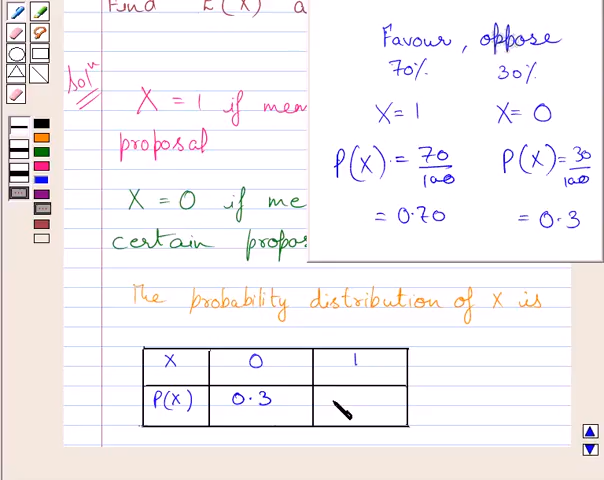 Find E(X) a
Favour, oppose
70% 30%
X = 1 X = 0
P(X) = 70/100 P(X) = 30/100
= 0.70 = 0.3
Solⁿ
X = 1 if mem
proposal
X = 0 if me
certain propos
The probability distribution of X is
X 0 1
P(X) 0.3